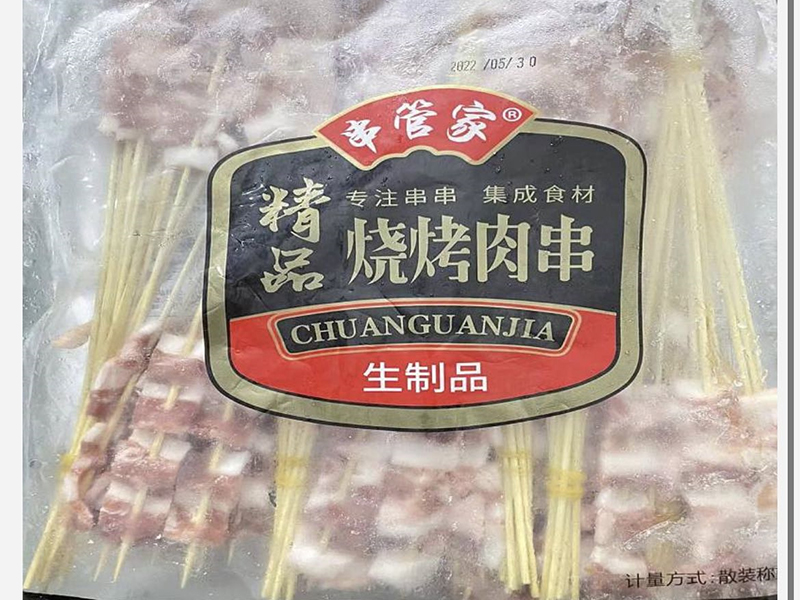 2022/05/30
串管家®
精品
专注串串 集成食材
烧烤肉串
CHUANGUANJIA
生制品
计量方式:散装称